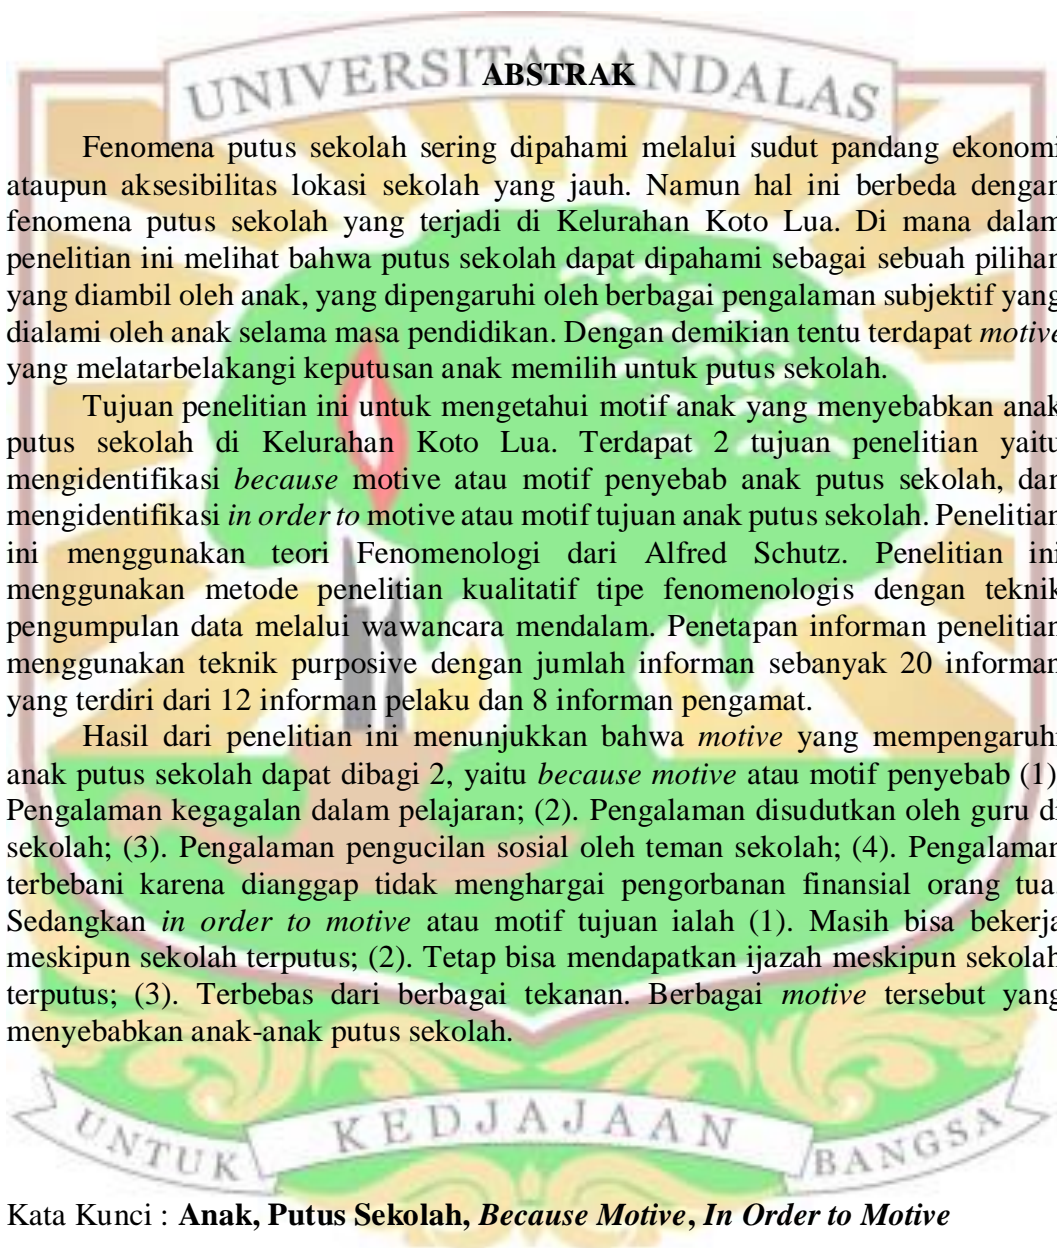 UNIVERSITAS ANDALAS
ABSTRAK
Fenomena putus sekolah sering dipahami melalui sudut pandang ekonomi
ataupun aksesibilitas lokasi sekolah yang jauh. Namun hal ini berbeda dengan
fenomena putus sekolah yang terjadi di Kelurahan Koto Lua. Di mana dalam
penelitian ini melihat bahwa putus sekolah dapat dipahami sebagai sebuah pilihan
yang diambil oleh anak, yang dipengaruhi oleh berbagai pengalaman subjektif yang
dialami oleh anak selama masa pendidikan. Dengan demikian tentu terdapat motive
yang melatarbelakangi keputusan anak memilih untuk putus sekolah.
Tujuan penelitian ini untuk mengetahui motif anak yang menyebabkan anak
putus sekolah di Kelurahan Koto Lua. Terdapat 2 tujuan penelitian yaitu
mengidentifikasi because motive atau motif penyebab anak putus sekolah, dan
mengidentifikasi in order to motive atau motif tujuan anak putus sekolah. Penelitian
ini menggunakan teori Fenomenologi dari Alfred Schutz. Penelitian ini
menggunakan metode penelitian kualitatif tipe fenomenologis dengan teknik
pengumpulan data melalui wawancara mendalam. Penetapan informan penelitian
menggunakan teknik purposive dengan jumlah informan sebanyak 20 informan
yang terdiri dari 12 informan pelaku dan 8 informan pengamat.
Hasil dari penelitian ini menunjukkan bahwa motive yang mempengaruhi
anak putus sekolah dapat dibagi 2, yaitu because motive atau motif penyebab (1).
Pengalaman kegagalan dalam pelajaran; (2). Pengalaman disudutkan oleh guru di
sekolah; (3). Pengalaman pengucilan sosial oleh teman sekolah; (4). Pengalaman
terbebani karena dianggap tidak menghargai pengorbanan finansial orang tua.
Sedangkan in order to motive atau motif tujuan ialah (1). Masih bisa bekerja
meskipun sekolah terputus; (2). Tetap bisa mendapatkan ijazah meskipun sekolah
terputus; (3). Terbebas dari berbagai tekanan. Berbagai motive tersebut yang
menyebabkan anak-anak putus sekolah.
UNTUK KEDJAJAAN BANGSA
Kata Kunci : Anak, Putus Sekolah, Because Motive, In Order to Motive